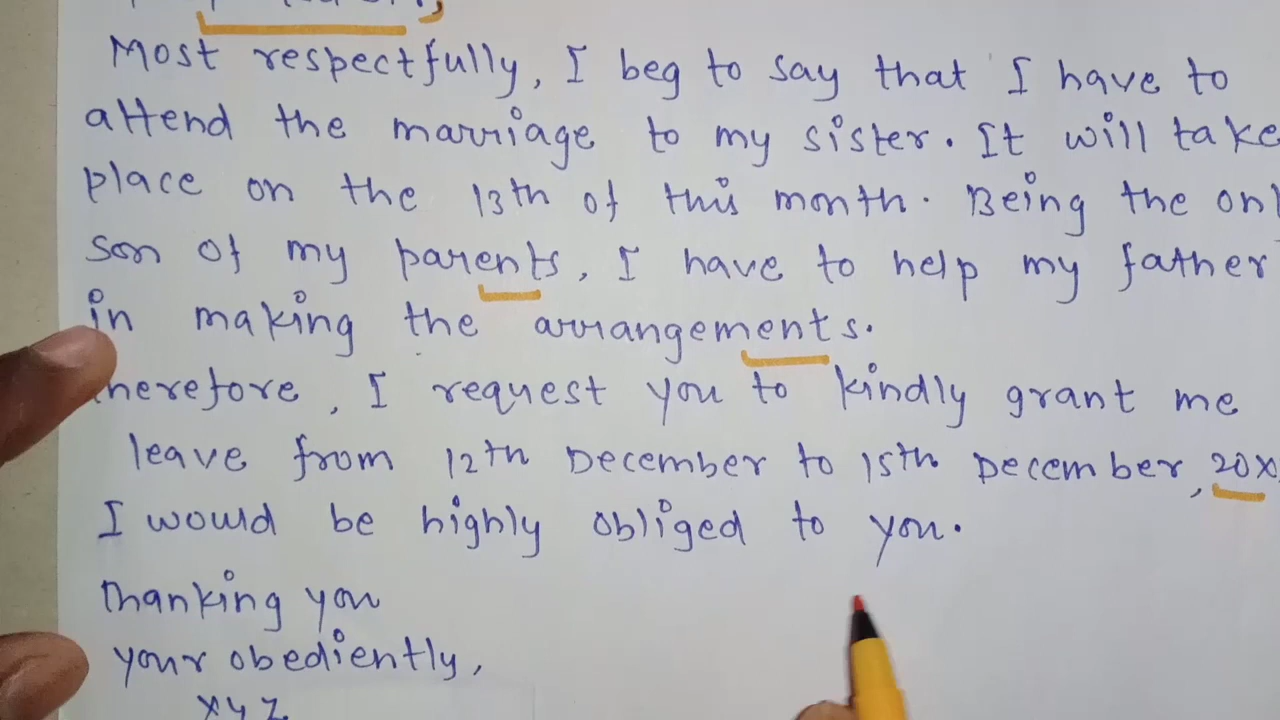 Most respectfully, I beg to say that I have to
attend the marriage to my sister. It will take
place on the 13th of this month. Being the onl
son of my parents, I have to help my father
in making the arrangements.
herefore, I request you to kindly grant me
leave from 12th December to 15th December, 20X
I would be highly obliged to you.
Thanking you
your obediently,
XYZ